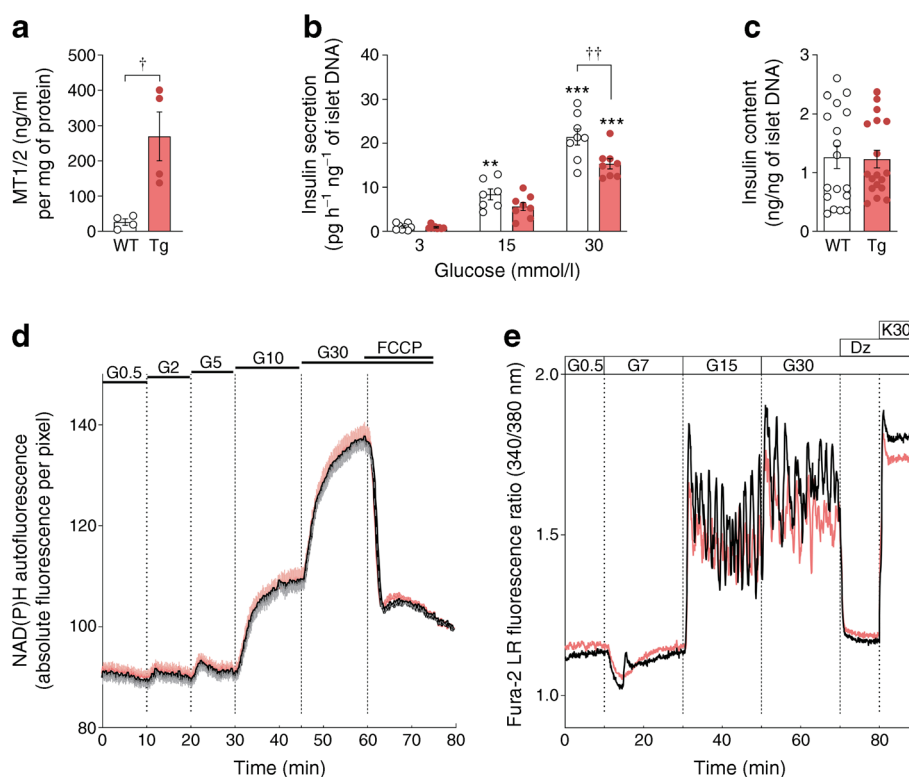 a
MT1/2 (ng/ml
per mg of protein)
500
400
300
200
100
0
†
WT
Tg
b
Insulin secretion
(pg h⁻¹ ng⁻¹ of islet DNA)
40
30
20
10
0
**
***
††
***
3
15
30
Glucose (mmol/l)
c
Insulin content
(ng/ng of islet DNA)
3
2
1
0
WT
Tg
d
NAD(P)H autofluorescence
(absolute fluorescence per pixel)
G0.5
G2
G5
G10
G30
FCCP
140
120
100
80
0
10
20
30
40
50
60
70
80
Time (min)
e
Fura-2 LR fluorescence ratio (340/380 nm)
K30
Dz
G0.5
G7
G15
G30
2.0
1.5
1.0
0
20
40
60
80
Time (min)